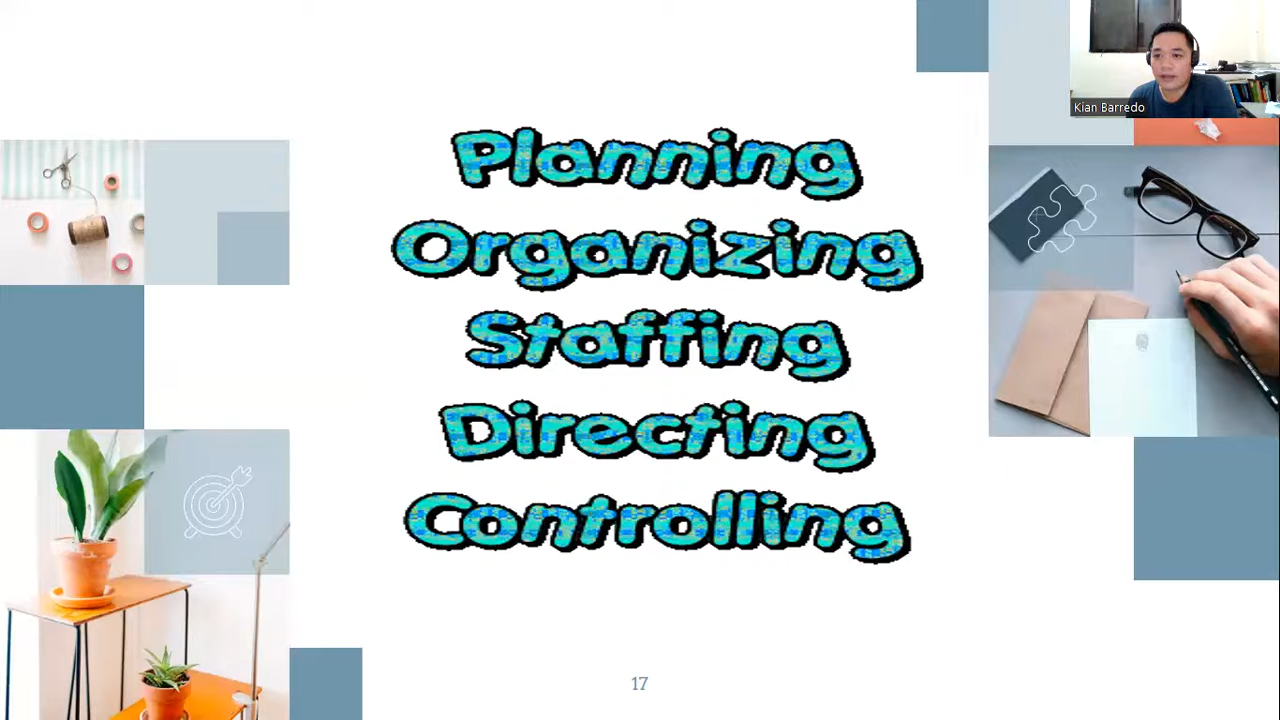 Kian Barredo
Planning
Organizing
Staffing
Directing
Controlling
17